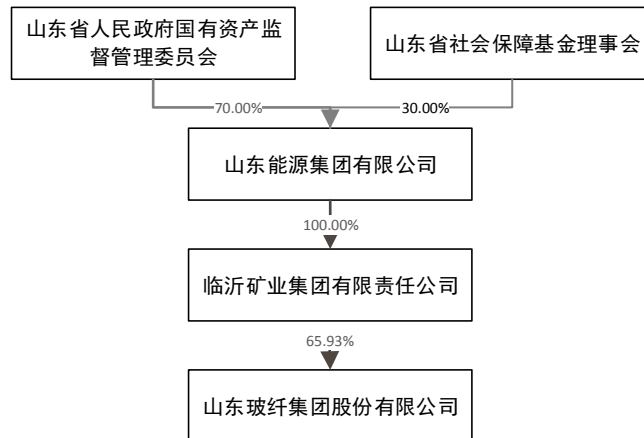 山东省人民政府国有资产监
督管理委员会
山东省社会保障基金理事会
70.00%
30.00%
山东能源集团有限公司
100.00%
临沂矿业集团有限责任公司
65.93%
山东玻纤集团股份有限公司